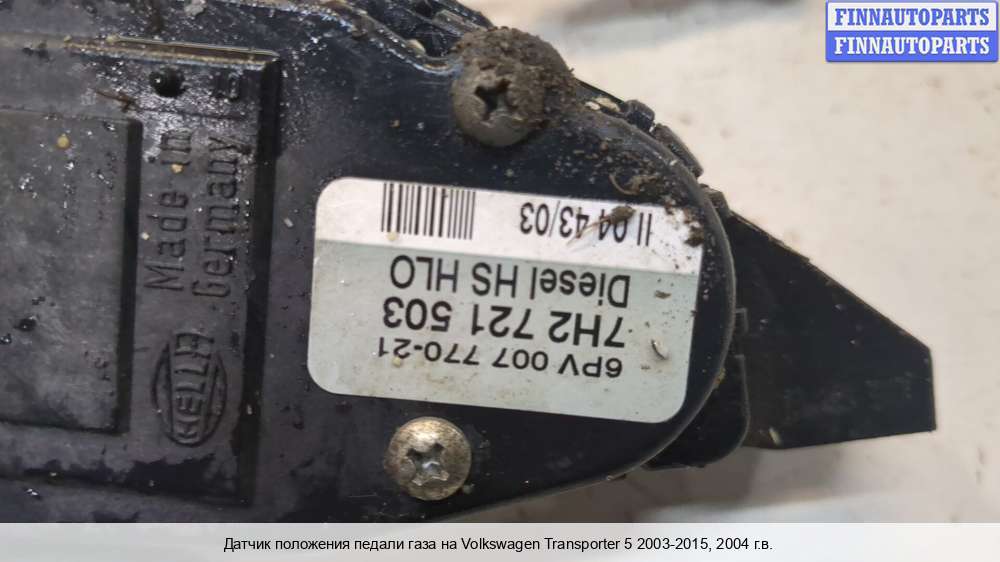 FINNAUTOPARTS
FINNAUTOPARTS
Made in
Germany
HELLA
6PV 007 770-21
7H2 721 503
Diesel HS HLO
II 04 43/03
Датчик положения педали газа на Volkswagen Transporter 5 2003-2015, 2004 г.в.